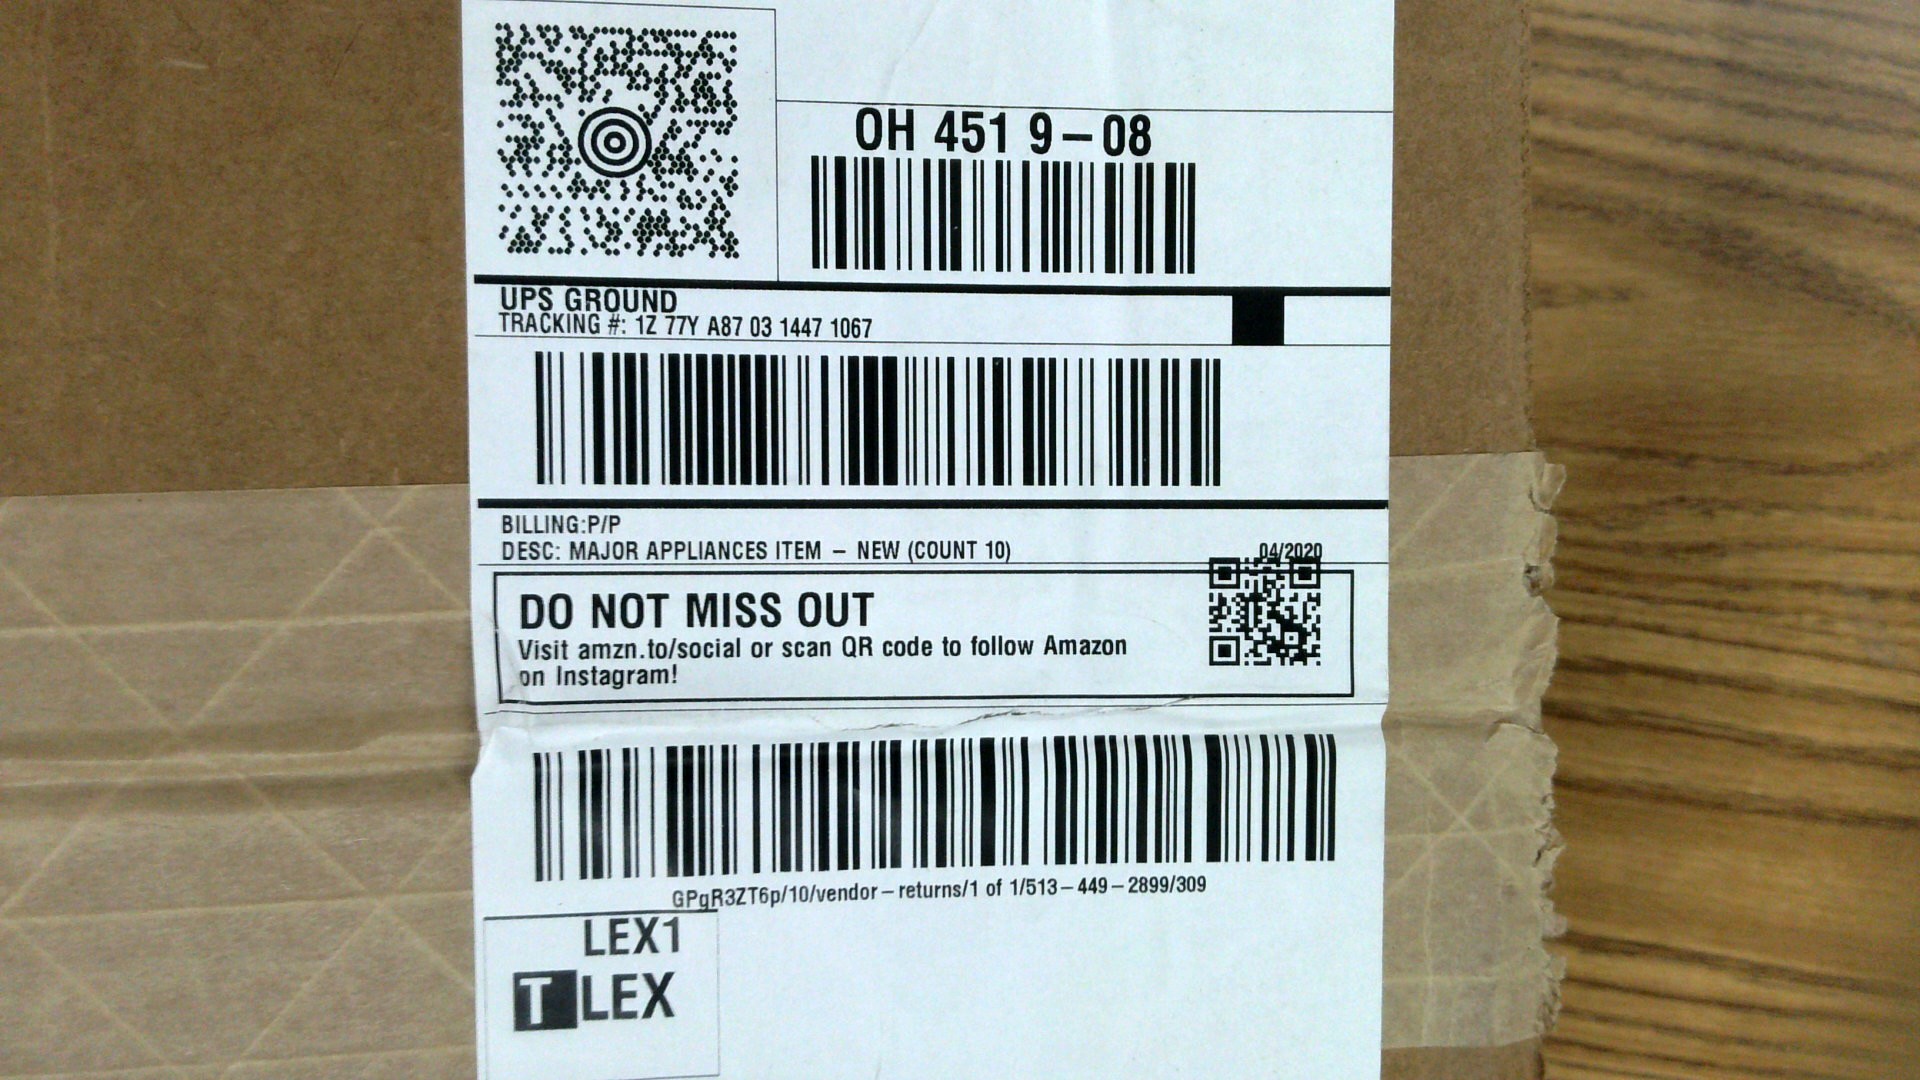 OH 451 9-08
UPS GROUND
TRACKING #: 1Z 77Y A87 03 1447 1067
BILLING:P/P
DESC: MAJOR APPLIANCES ITEM - NEW (COUNT 10)
04/2020
DO NOT MISS OUT
Visit amzn.to/social or scan QR code to follow Amazon
on Instagram!
GPgR3ZT6p/10/vendor-returns/1 of 1/513-449-2899/309
LEX1
T LEX